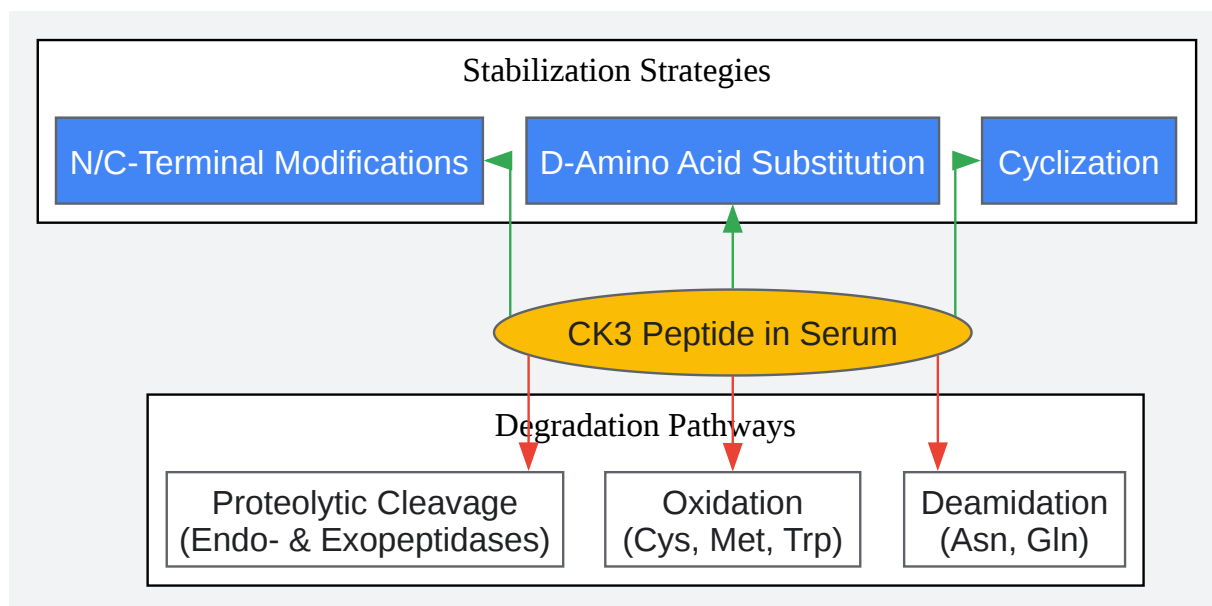 Stabilization Strategies
N/C-Terminal Modifications
D-Amino Acid Substitution
Cyclization
CK3 Peptide in Serum
Degradation Pathways
Proteolytic Cleavage
(Endo- & Exopeptidases)
Oxidation
(Cys, Met, Trp)
Deamidation
(Asn, Gln)